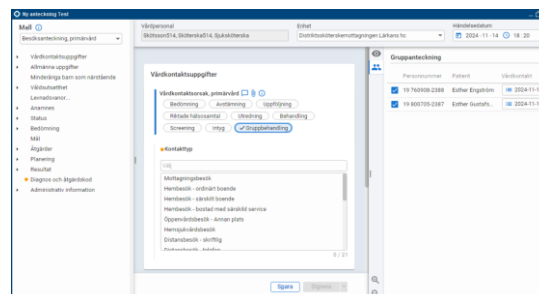 Ny anteckning Test
Mall
Besöksanteckning, primärvård
Vårdkontaktsuppgifter
Allmänna uppgifter
Minderåriga barn som närstående
Vårdsutsatthet
Levnadsvanor...
Anamnes
Status
Bedömning
Mål
Åtgärder
Planering
Resultat
Diagnos och åtgärdskod
Administrativ information
Vårdpersonal
Skötsson514, Sköterska514, Sjuksköterska
Enhet
Distriktssköterskemottagningen Lärkans hc
Händelsedatum
2024-11-14 18:20
Vårdkontaktsuppgifter
Vårdkontaktsorsak, primärvård
Bedömning Avstämning Uppföljning
Riktade hälsosamtal Utredning Behandling
Screening Intyg Gruppbehandling
Kontakttyp
Välj
Mottagningsbesök
Hembesök - ordinärt boende
Hembesök - särskilt boende
Hembesök - bostad med särskild service
Öppenvårdsbesök - Annan plats
Hemsjukvårdsbesök
Distansbesök - skriftlig
Distansbesök - telefon
0 / 21
Spara Signera
Gruppanteckning
Personnummer Patient Vårdkontakt
19 760908-2388 Esther Engström 2024-11-1
19 800705-2387 Esther Gustafs... 2024-11-1